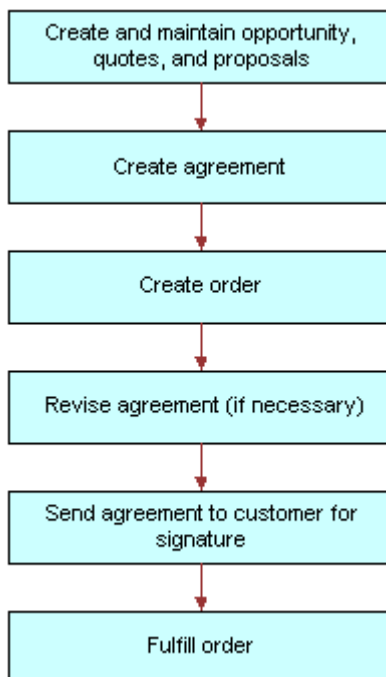 Create and maintain opportunity,
quotes, and proposals
Create agreement
Create order
Revise agreement (if necessary)
Send agreement to customer for
signature
Fulfill order